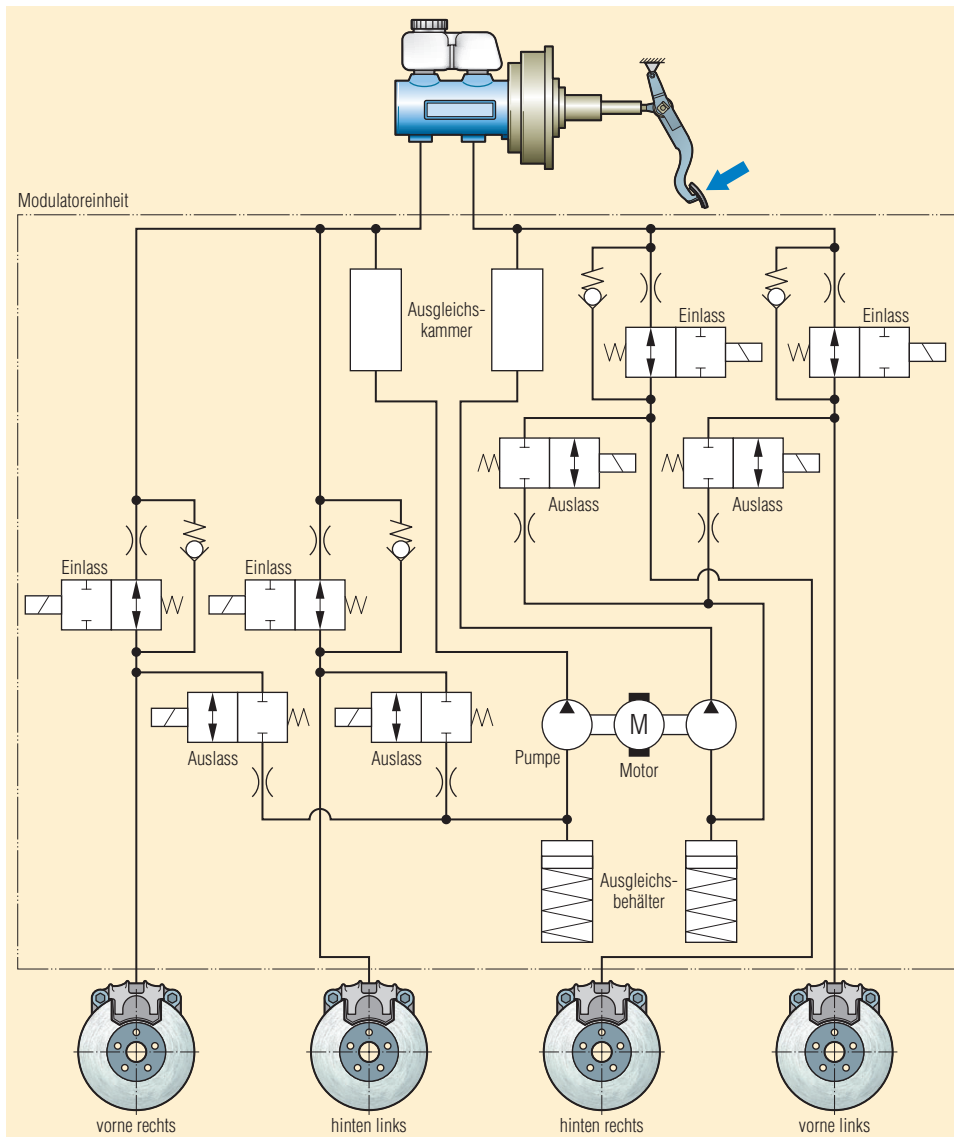 Modulatoreinheit
Ausgleichs-
kammer
Einlass
Einlass
Auslass
Auslass
Einlass
Einlass
Auslass
Auslass
Pumpe
M
Motor
Ausgleichs-
behälter
vorne rechts
hinten links
hinten rechts
vorne links